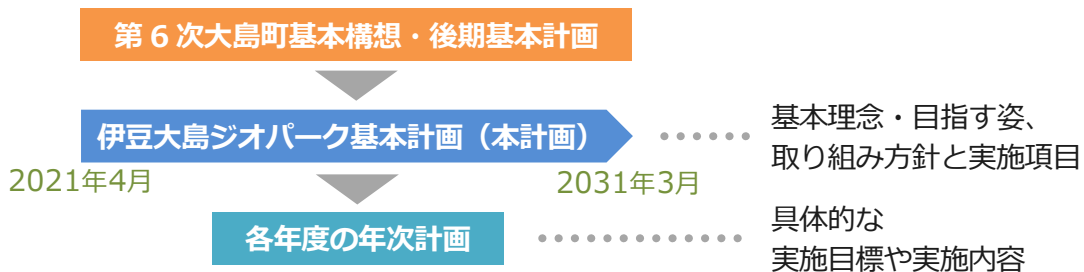 第6次大島町基本構想・後期基本計画
伊豆大島ジオパーク基本計画（本計画）
基本理念・目指す姿、
取り組み方針と実施項目
2021年4月
2031年3月
各年度の年次計画
具体的な
実施目標や実施内容